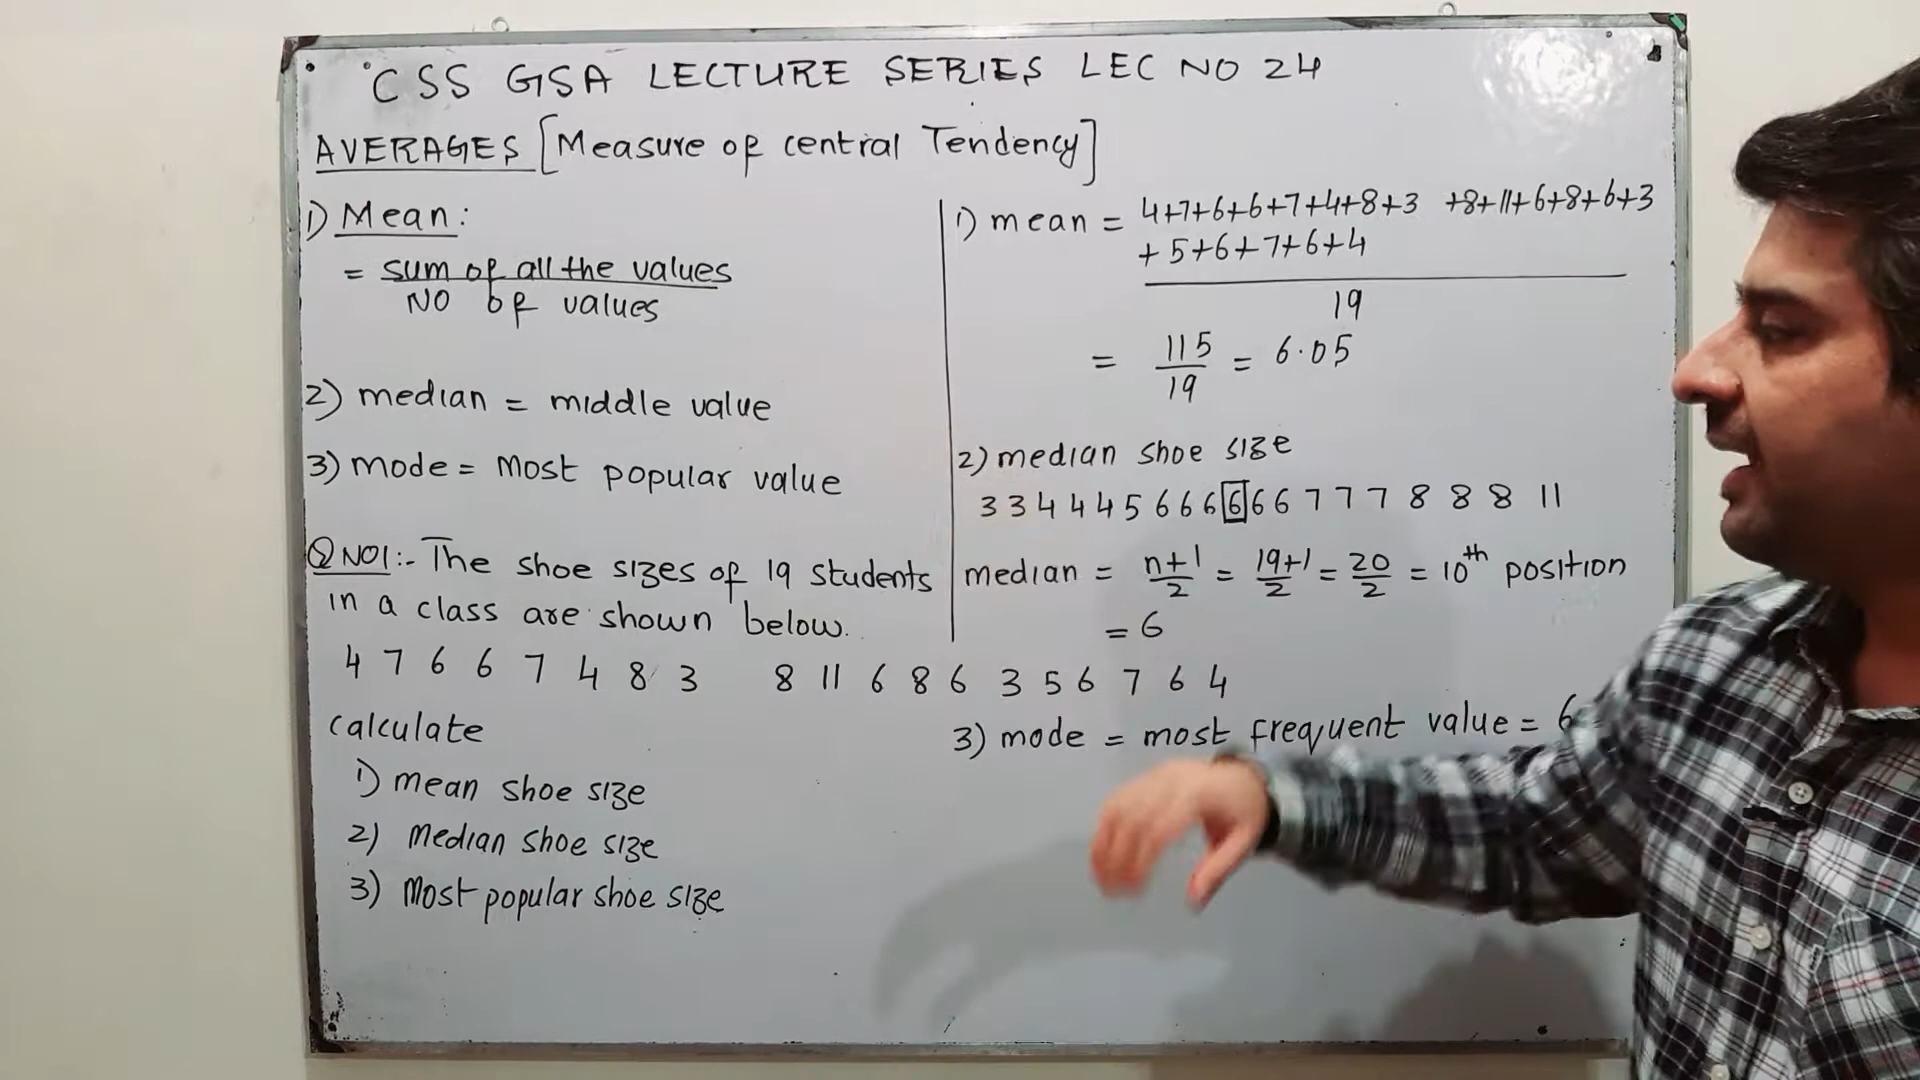 CSS GSA LECTURE SERIES LEC NO 24
AVERAGES [Measure of central Tendency]
1) Mean:
= sum of all the values
NO of values
2) median = middle value
3) mode = Most popular value
Q NO1:- The shoe sizes of 19 students
in a class are shown below.
4 7 6 6 7 4 8 3 8 11 6 8 6 3 5 6 7 6 4
calculate
1) mean shoe size
2) Median shoe size
3) Most popular shoe size
1) mean = 4+7+6+6+7+4+8+3 +8+11+6+8+6+3
+ 5+6+7+6+4
19
= 115/19 = 6.05
2) median shoe size
3 3 4 4 4 5 6 6 6 6 6 6 7 7 7 8 8 8 11
median = n+1/2 = 19+1/2 = 20/2 = 10th position
= 6
3) mode = most frequent value = 6